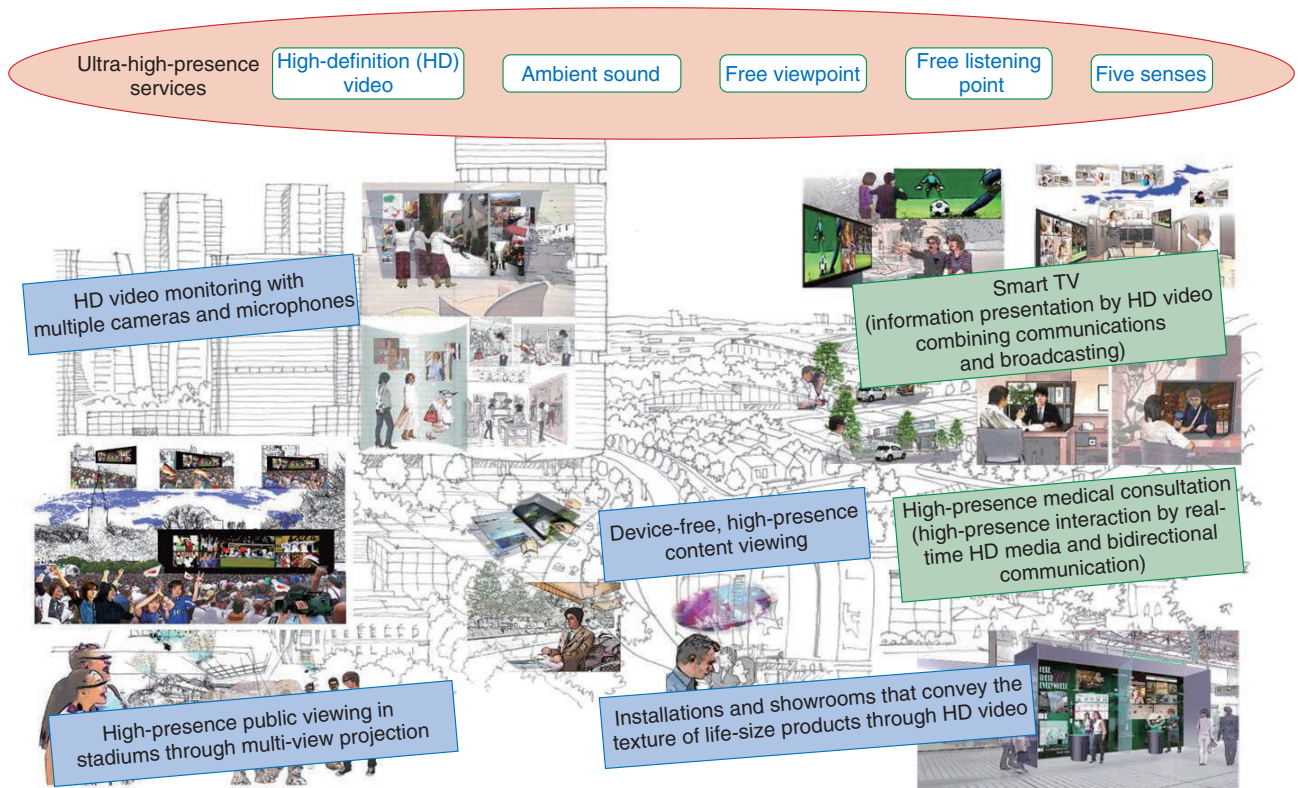 Ultra-high-presence
services
High-definition (HD)
video
Ambient sound
Free viewpoint
Free listening
point
Five senses
HD video monitoring with
multiple cameras and microphones
Smart TV
(information presentation by HD video
combining communications
and broadcasting)
Device-free, high-presence
content viewing
High-presence medical consultation
(high-presence interaction by real-
time HD media and bidirectional
communication)
High-presence public viewing in
stadiums through multi-view projection
Installations and showrooms that convey the
texture of life-size products through HD video